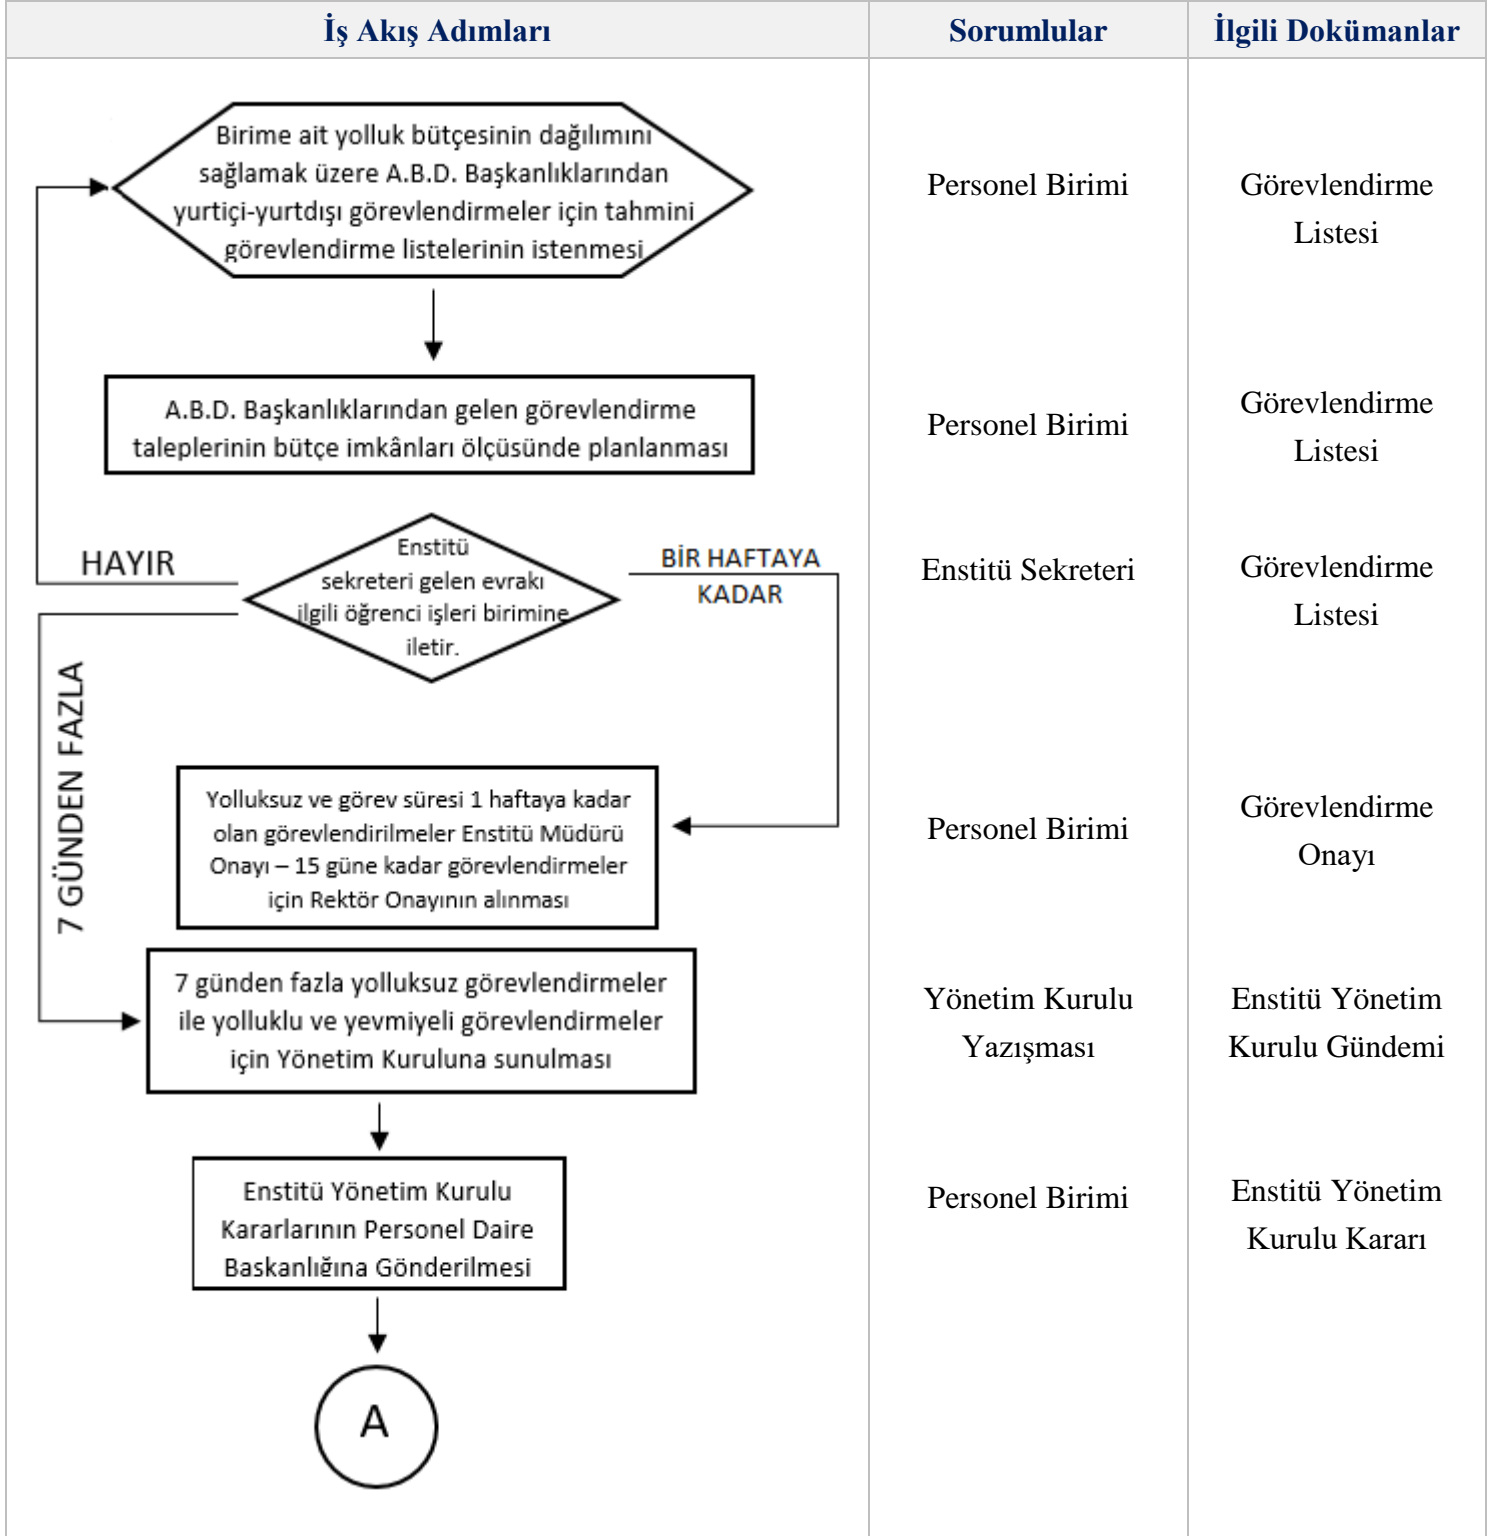 İş Akış Adımları
Sorumlular
İlgili Dokümanlar
Birime ait yolluk bütçesinin dağılımını
sağlamak üzere A.B.D. Başkanlıklarından
yurtiçi-yurtdışı görevlendirmeler için tahmini
görevlendirme listelerinin istenmesi
Personel Birimi
Görevlendirme
Listesi
A.B.D. Başkanlıklarından gelen görevlendirme
taleplerinin bütçe imkânları ölçüsünde planlanması
Personel Birimi
Görevlendirme
Listesi
HAYIR
Enstitü
sekreteri gelen evrakı
ilgili öğrenci işleri birimine
iletir.
BİR HAFTAYA
KADAR
Enstitü Sekreteri
Görevlendirme
Listesi
7 GÜNDEN FAZLA
Yolluksuz ve görev süresi 1 haftaya kadar
olan görevlendirilmeler Enstitü Müdürü
Onayı – 15 güne kadar görevlendirmeler
için Rektör Onayının alınması
Personel Birimi
Görevlendirme
Onayı
7 günden fazla yolluksuz görevlendirmeler
ile yolluklu ve yevmiyeli görevlendirmeler
için Yönetim Kuruluna sunulması
Yönetim Kurulu
Yazışması
Enstitü Yönetim
Kurulu Gündemi
Enstitü Yönetim Kurulu
Kararlarının Personel Daire
Baskanlığına Gönderilmesi
Personel Birimi
Enstitü Yönetim
Kurulu Kararı
A